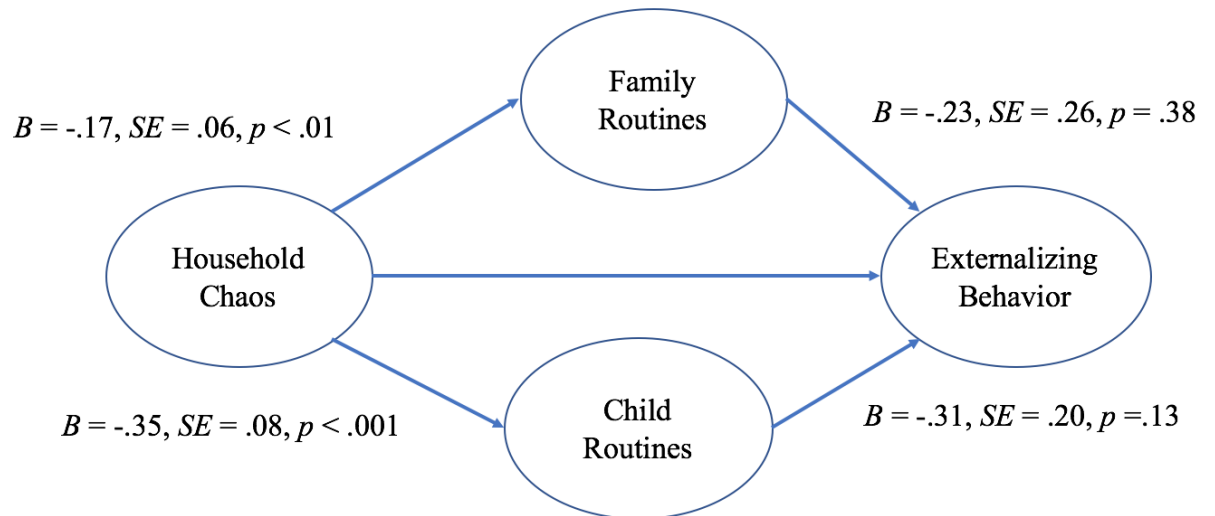 Family
Routines
B = -.17, SE = .06, p < .01
B = -.23, SE = .26, p = .38
Household
Chaos
Externalizing
Behavior
B = -.35, SE = .08, p < .001
Child
Routines
B = -.31, SE = .20, p =.13